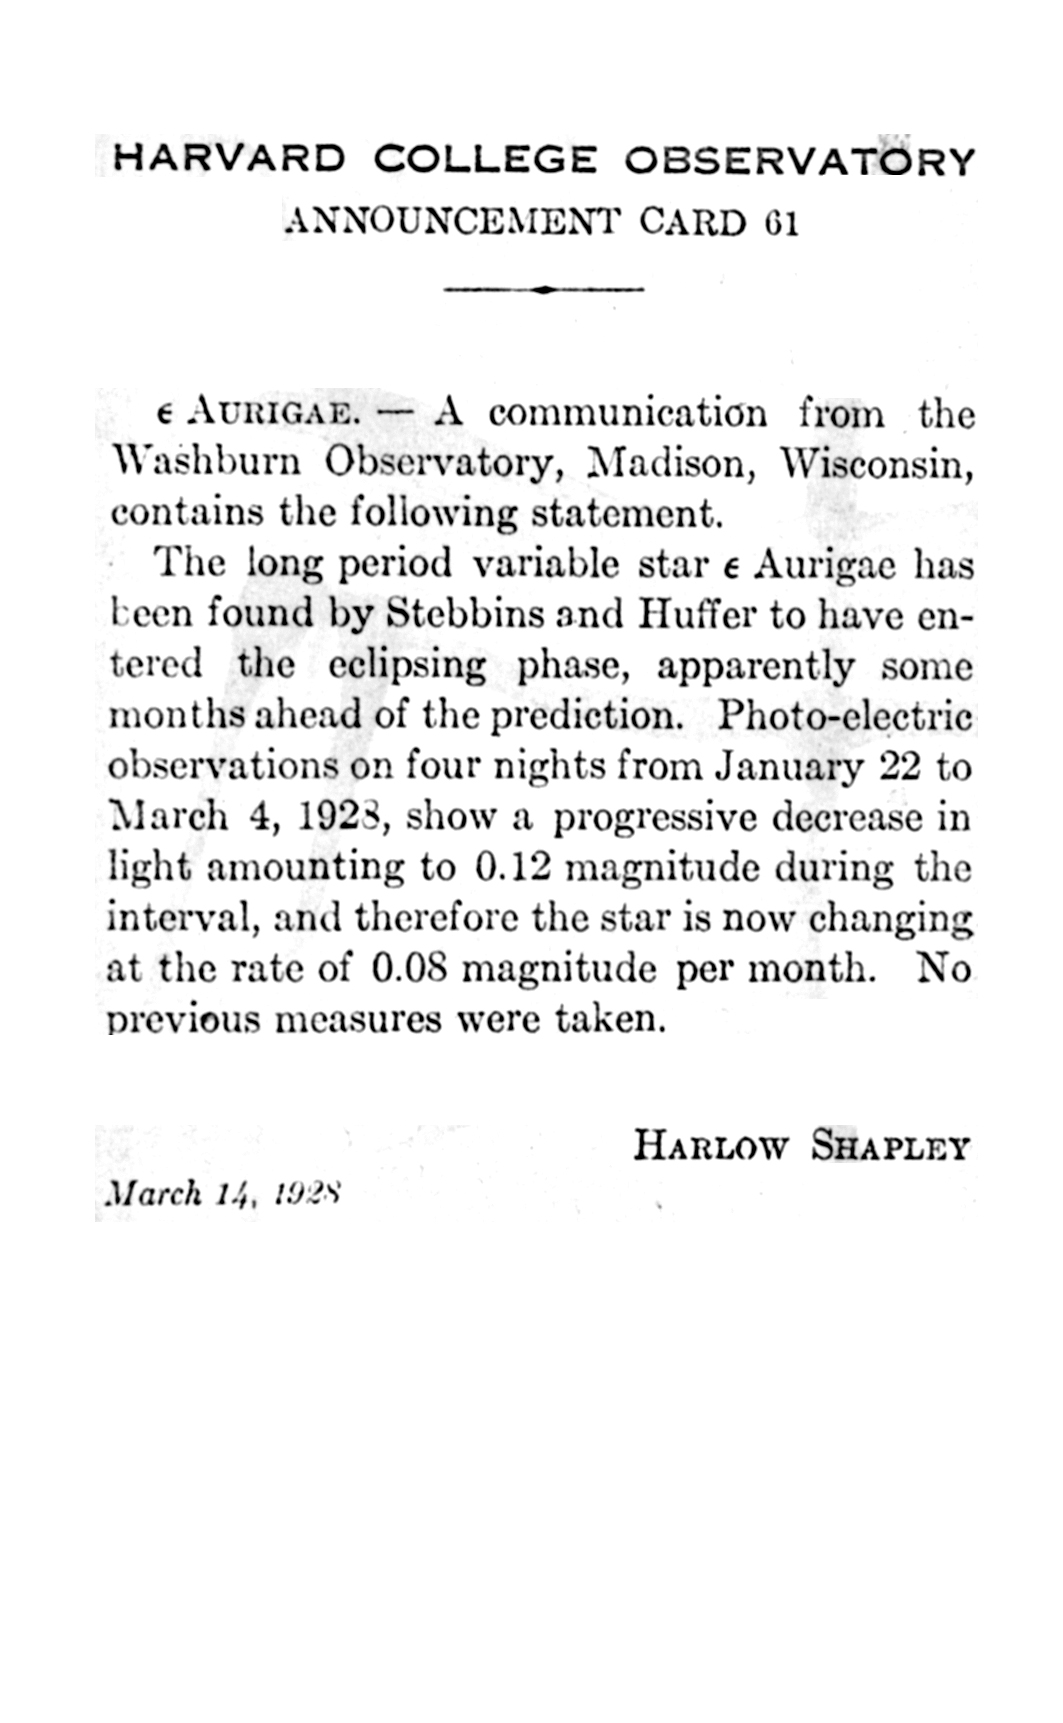 HARVARD COLLEGE OBSERVATORY
ANNOUNCEMENT CARD 61
ϵ AURIGAE. — A communication from the
Washburn Observatory, Madison, Wisconsin,
contains the following statement.
The long period variable star ϵ Aurigae has
been found by Stebbins and Huffer to have en-
tered the eclipsing phase, apparently some
months ahead of the prediction. Photo-electric
observations on four nights from January 22 to
March 4, 1928, show a progressive decrease in
light amounting to 0.12 magnitude during the
interval, and therefore the star is now changing
at the rate of 0.08 magnitude per month. No
previous measures were taken.
HARLOW SHAPLEY
March 14, 1928